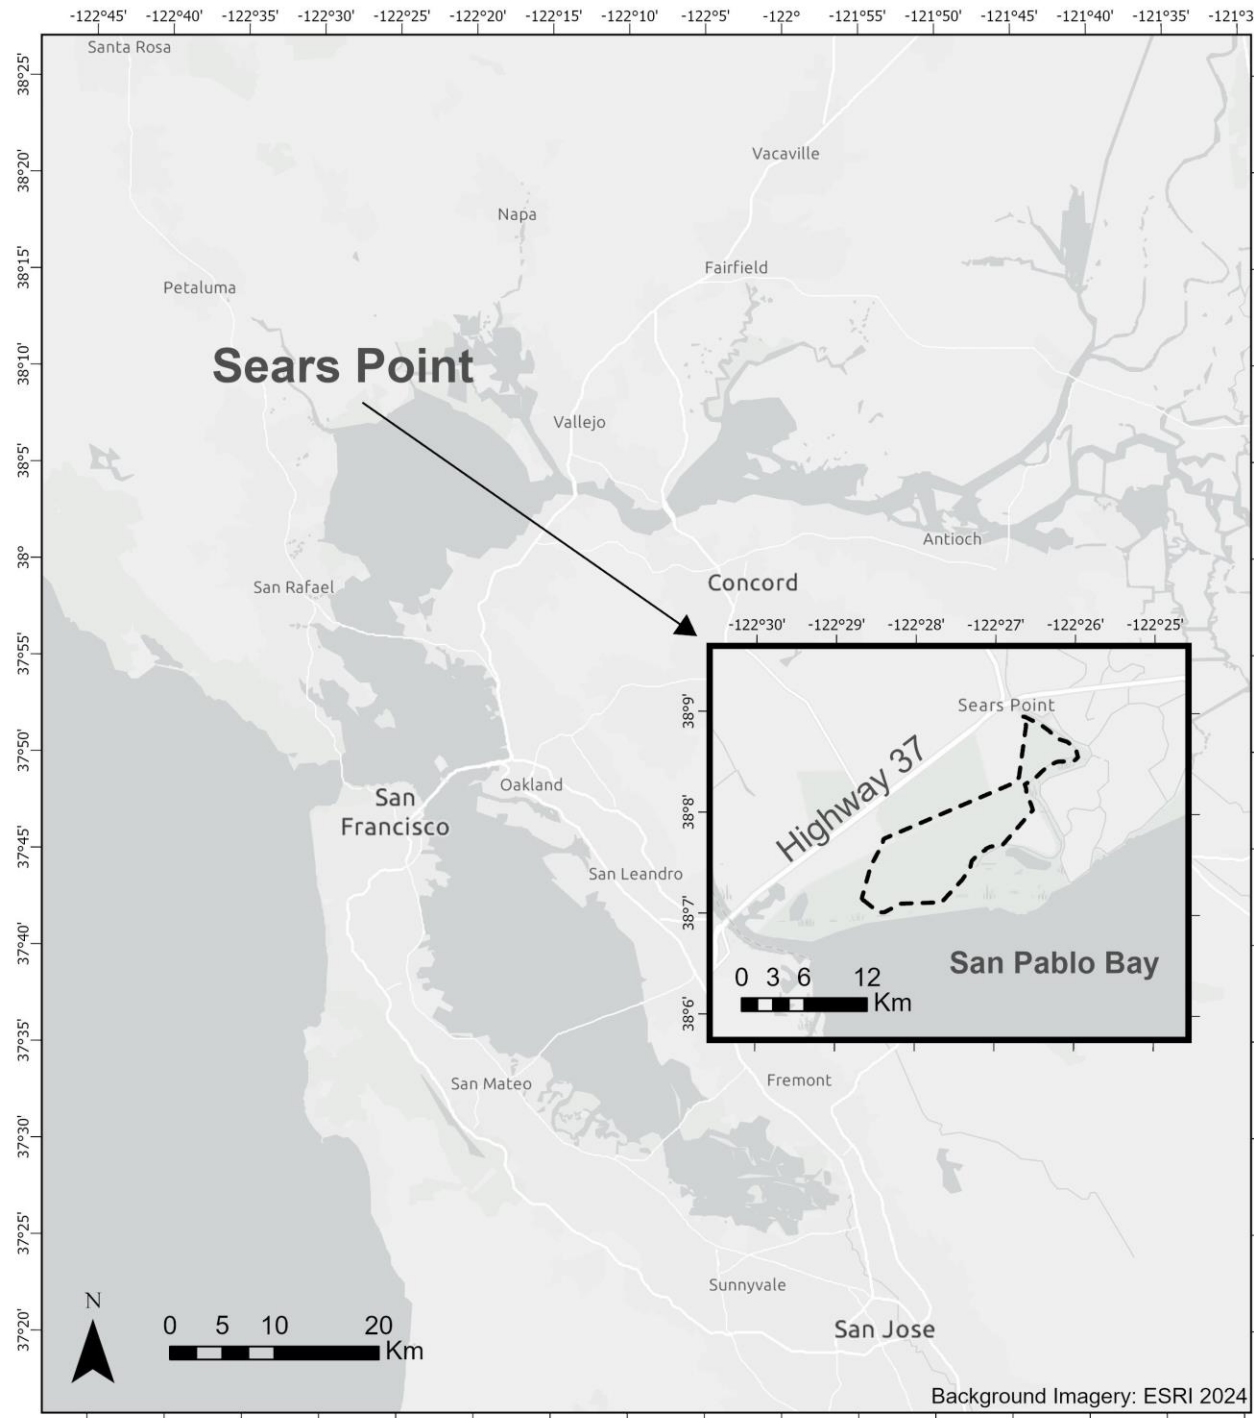 -122°45' -122°40' -122°35' -122°30' -122°25' -122°20' -122°15' -122°10' -122°5' -122° -121°55' -121°50' -121°45' -121°40' -121°35' -121°3
38°25'
38°20'
38°15'
38°10'
38°5'
38°
37°55'
37°50'
37°45'
37°40'
37°35'
37°30'
37°25'
37°20'
Santa Rosa
Vacaville
Napa
Fairfield
Petaluma
Sears Point
Vallejo
Antioch
Concord
San Rafael
-122°30' -122°29' -122°28' -122°27' -122°26' -122°25'
38°9'
38°8'
38°7'
38°6'
Sears Point
Highway 37
San Pablo Bay
0 3 6 12
Km
Oakland
San
Francisco
San Leandro
San Mateo
Fremont
Sunnyvale
San Jose
N
0 5 10 20
Km
Background Imagery: ESRI 2024